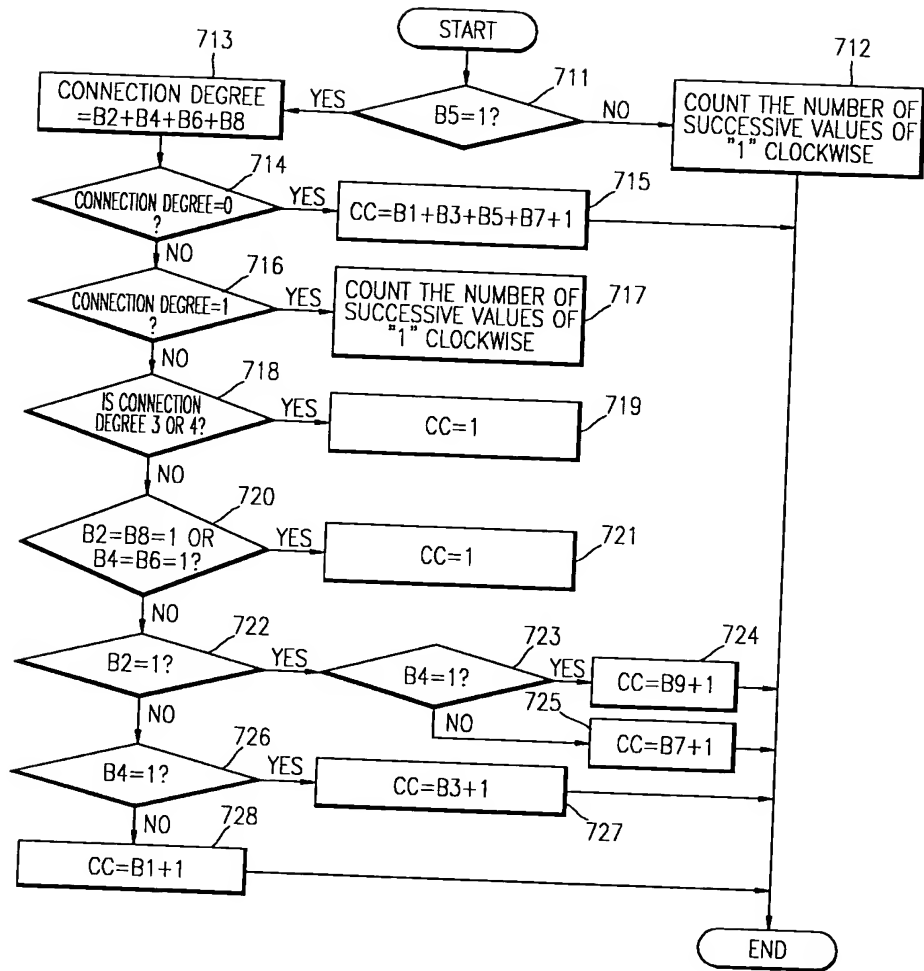 START
713
CONNECTION DEGREE
=B2+B4+B6+B8
YES
711
B5=1?
NO
712
COUNT THE NUMBER OF
SUCCESSIVE VALUES OF
"1" CLOCKWISE
714
CONNECTION DEGREE=0
?
YES
715
CC=B1+B3+B5+B7+1
NO
716
CONNECTION DEGREE=1
?
YES
COUNT THE NUMBER OF
SUCCESSIVE VALUES OF
"1" CLOCKWISE
717
NO
718
IS CONNECTION
DEGREE 3 OR 4?
YES
CC=1
719
NO
720
B2=B8=1 OR
B4=B6=1?
YES
CC=1
721
NO
722
B2=1?
YES
723
B4=1?
YES
724
CC=B9+1
NO
725
CC=B7+1
NO
726
B4=1?
YES
CC=B3+1
727
NO
728
CC=B1+1
END